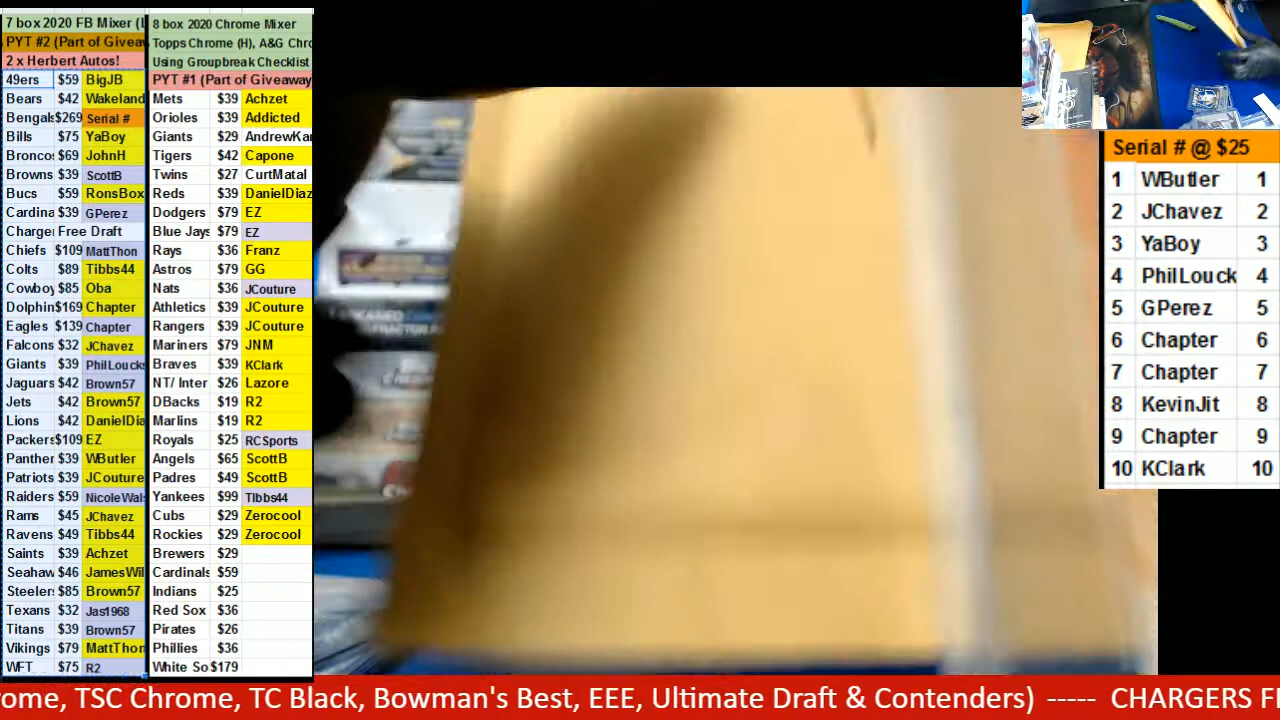 7 box 2020 FB Mixer (L
PYT #2 (Part of Giveaw
2 x Herbert Autos!
49ers $59 BigJB
Bears $42 Wakeland
Bengals $269 Serial #
Bills $75 YaBoy
Broncos $69 JohnH
Browns $39 ScottB
Bucs $59 RonsBox
Cardina $39 GPerez
Charger Free Draft
Chiefs $109 MattThon
Colts $89 Tibbs44
Cowboy $85 Oba
Dolphin $169 Chapter
Eagles $139 Chapter
Falcons $32 JChavez
Giants $39 PhilLoucks
Jaguars $42 Brown57
Jets $42 Brown57
Lions $42 DanielDia
Packers $109 EZ
Panther $39 WButler
Patriots $39 JCouture
Raiders $59 NicoleWals
Rams $45 JChavez
Ravens $49 Tibbs44
Saints $39 Achzet
Seahaw $46 JamesWil
Steelers $85 Brown57
Texans $32 Jas1968
Titans $39 Brown57
Vikings $79 MattThon
WFT $75 R2
8 box 2020 Chrome Mixer
Topps Chrome (H), A&G Chro
Using Groupbreak Checklist
PYT #1 (Part of Giveaway
Mets $39 Achzet
Orioles $39 Addicted
Giants $29 AndrewKar
Tigers $42 Capone
Twins $27 CurtMatal
Reds $39 DanielDiaz
Dodgers $79 EZ
Blue Jays $79 EZ
Rays $36 Franz
Astros $79 GG
Nats $36 JCouture
Athletics $39 JCouture
Rangers $39 JCouture
Mariners $79 JNM
Braves $39 KClark
NT/ Inter $26 Lazore
DBacks $19 R2
Marlins $19 R2
Royals $25 RCSports
Angels $65 ScottB
Padres $49 ScottB
Yankees $99 TIbbs44
Cubs $29 Zerocool
Rockies $29 Zerocool
Brewers $29
Cardinals $59
Indians $25
Red Sox $36
Pirates $26
Phillies $36
White So $179
Serial # @ $25
1 WButler 1
2 JChavez 2
3 YaBoy 3
4 PhilLouck 4
5 GPerez 5
6 Chapter 6
7 Chapter 7
8 KevinJit 8
9 Chapter 9
10 KClark 10
rome, TSC Chrome, TC Black, Bowman's Best, EEE, Ultimate Draft & Contenders) ----- CHARGERS F